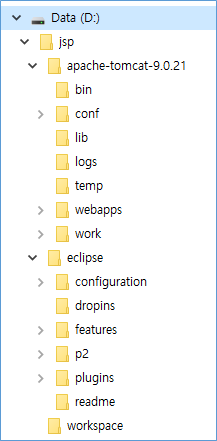 Data (D:)
jsp
apache-tomcat-9.0.21
bin
conf
lib
logs
temp
webapps
work
eclipse
configuration
dropins
features
p2
plugins
readme
workspace